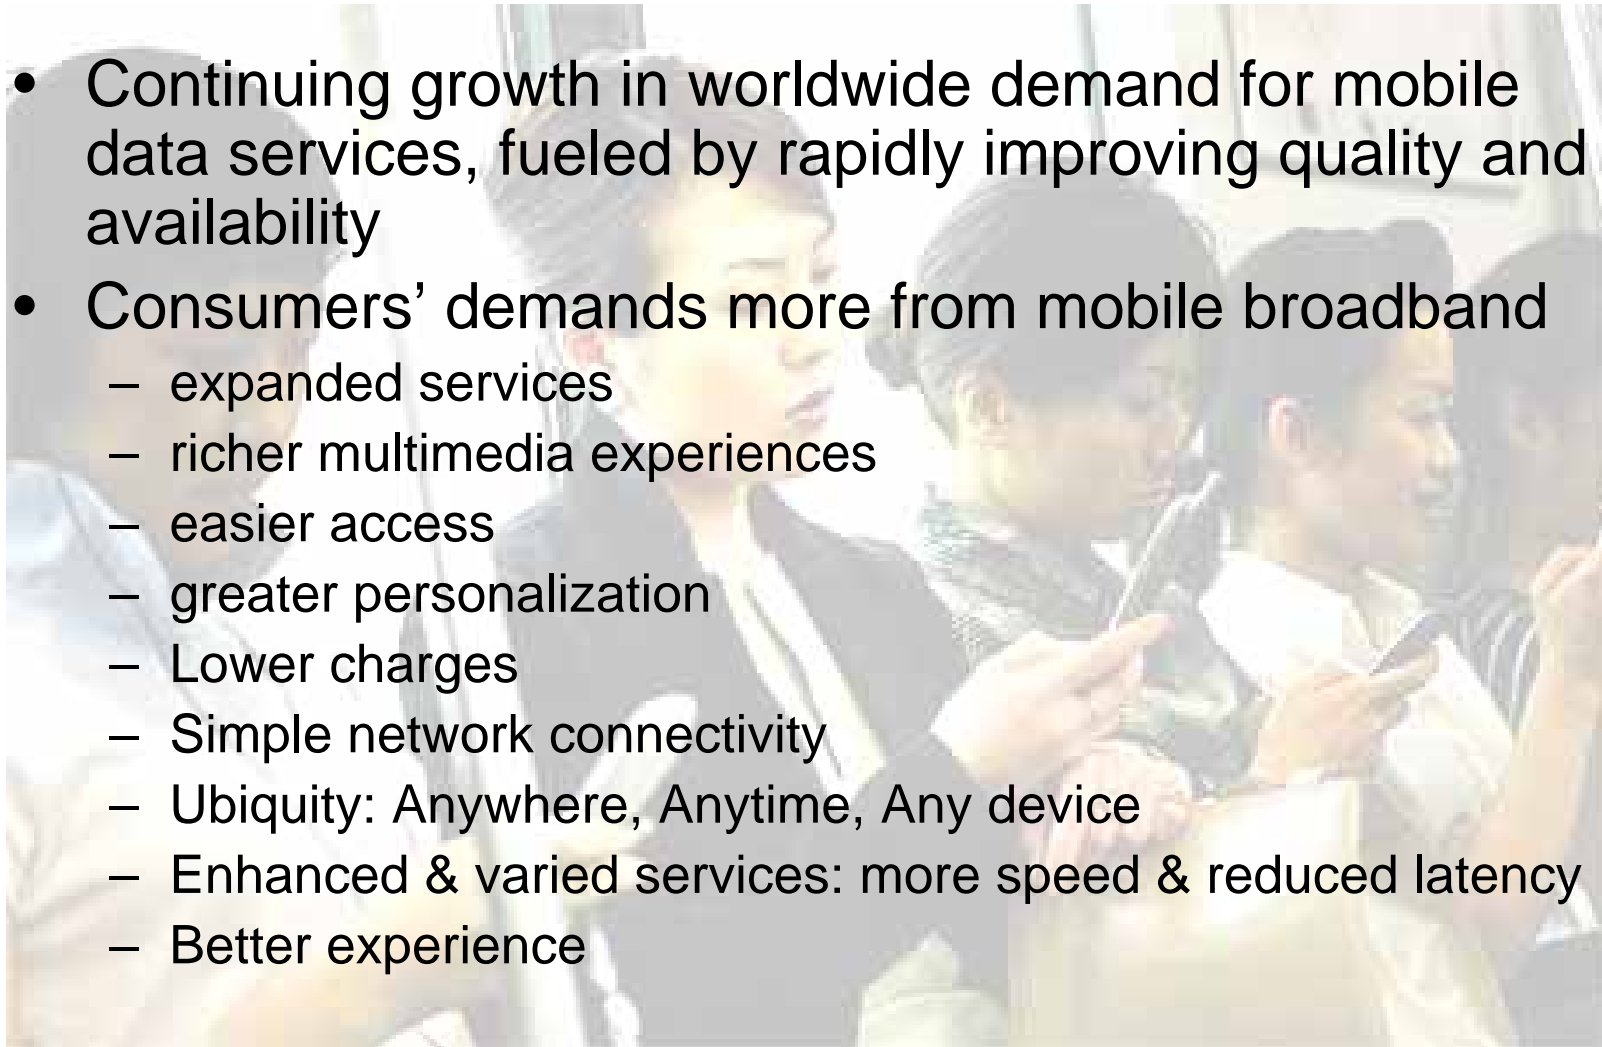 • Continuing growth in worldwide demand for mobile
data services, fueled by rapidly improving quality and
availability
• Consumers’ demands more from mobile broadband
– expanded services
– richer multimedia experiences
– easier access
– greater personalization
– Lower charges
– Simple network connectivity
– Ubiquity: Anywhere, Anytime, Any device
– Enhanced & varied services: more speed & reduced latency
– Better experience